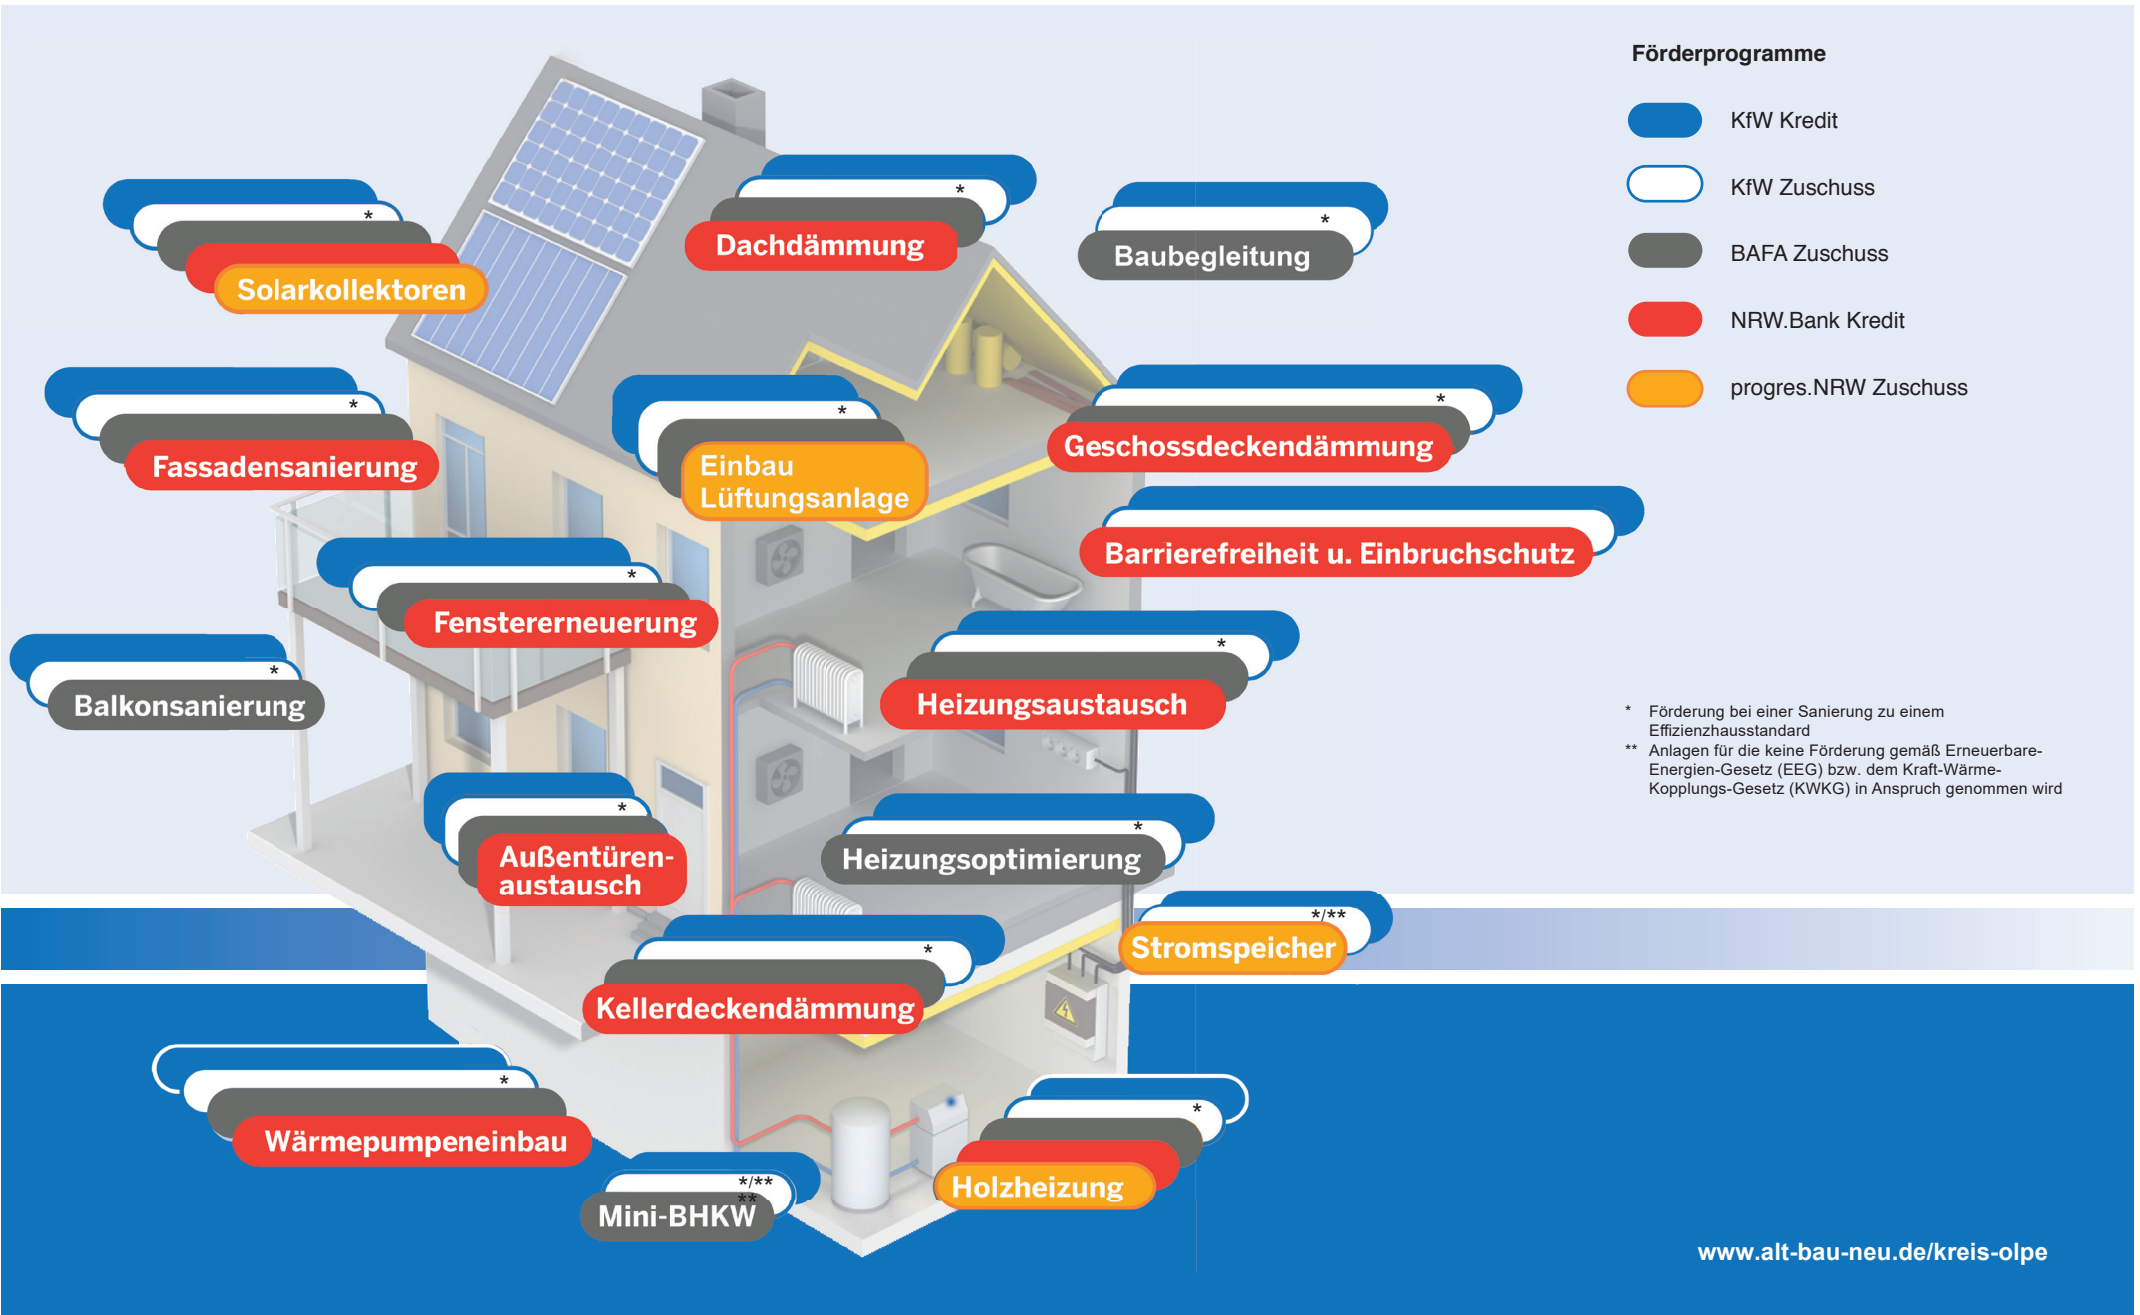 Förderprogramme
KfW Kredit
KfW Zuschuss
BAFA Zuschuss
NRW.Bank Kredit
progres.NRW Zuschuss
*
Dachdämmung
*
Baubegleitung
*
Solarkollektoren
*
Fassadensanierung
*
Einbau
Lüftungsanlage
*
Geschossdeckendämmung
Barrierefreiheit u. Einbruchschutz
*
Fenstererneuerung
*
Balkonsanierung
*
Heizungsaustausch
* Förderung bei einer Sanierung zu einem
Effizienzhausstandard
** Anlagen für die keine Förderung gemäß Erneuerbare-
Energien-Gesetz (EEG) bzw. dem Kraft-Wärme-
Kopplungs-Gesetz (KWKG) in Anspruch genommen wird
*
Außentüren-
austausch
*
Heizungsoptimierung
*/**
Stromspeicher
*
Kellerdeckendämmung
*
Wärmepumpeneinbau
*
Holzheizung
*/**
**
Mini-BHKW
www.alt-bau-neu.de/kreis-olpe